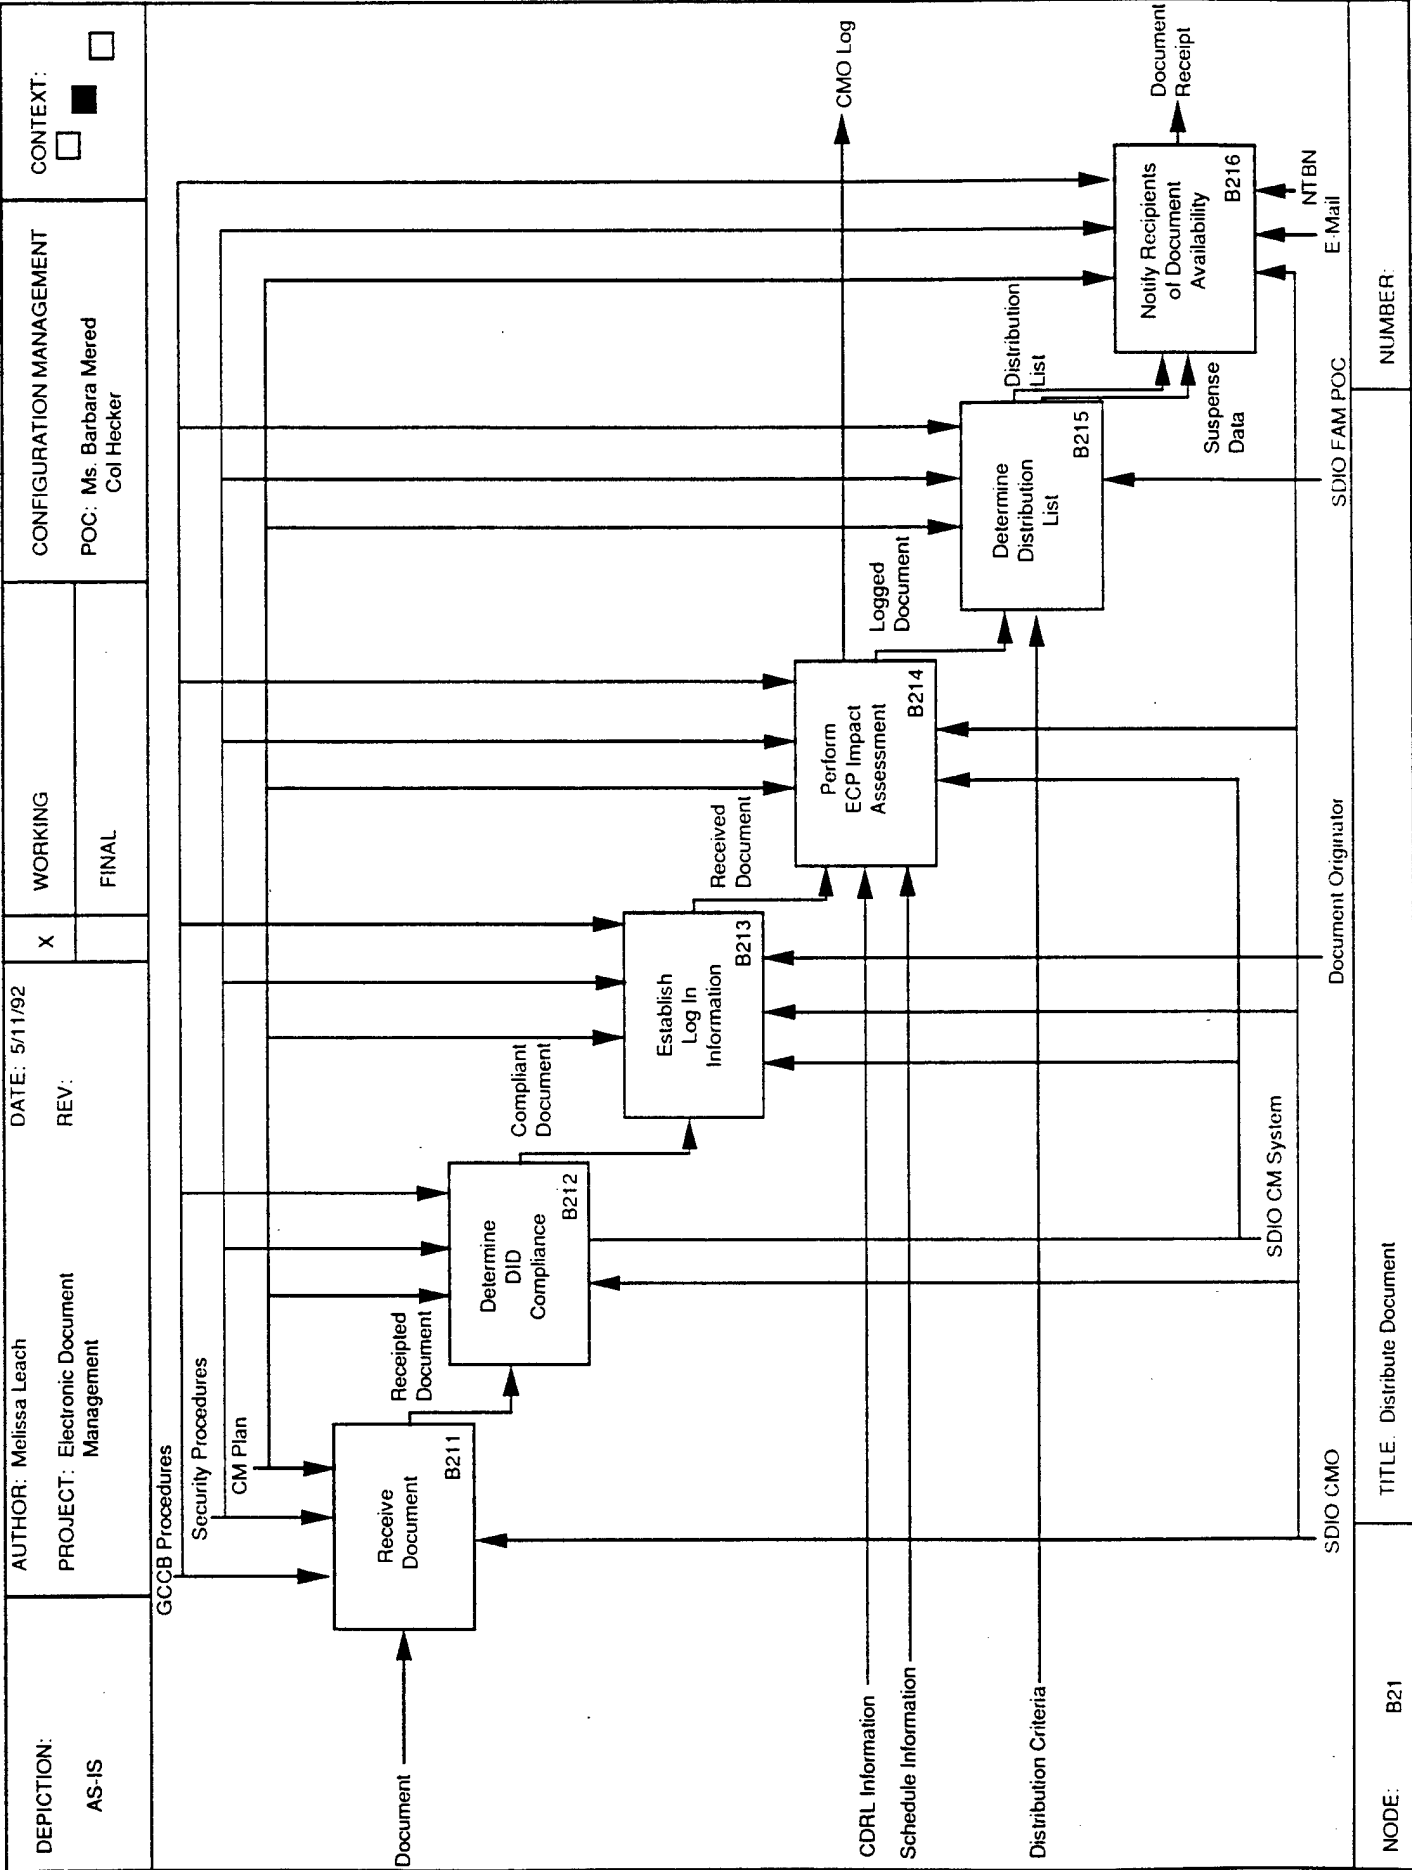 DEPICTION:
AS-IS
AUTHOR: Melissa Leach
PROJECT: Electronic Document
Management
DATE: 5/11/92
REV:
X
WORKING
FINAL
CONFIGURATION MANAGEMENT
POC: Ms. Barbara Mered
Col Hecker
CONTEXT:
GCCB Procedures
Security Procedures
CM Plan
Document
Receive
Document
B211
Receipted
Document
Determine
DID
Compliance
B212
Compliant
Document
Establish
Log In
Information
B213
Received
Document
Perform
ECP Impact
Assessment
B214
CMO Log
Logged
Document
Determine
Distribution
List
B215
Distribution
List
Suspense
Data
Notify Recipients
of Document
Availability
B216
Document
Receipt
CDRL Information
Schedule Information
Distribution Criteria
SDIO CMO
SDIO CM System
Document Originator
SDIO FAM POC
E-Mail
NTBN
NODE:
B21
TITLE. Distribute Document
NUMBER: